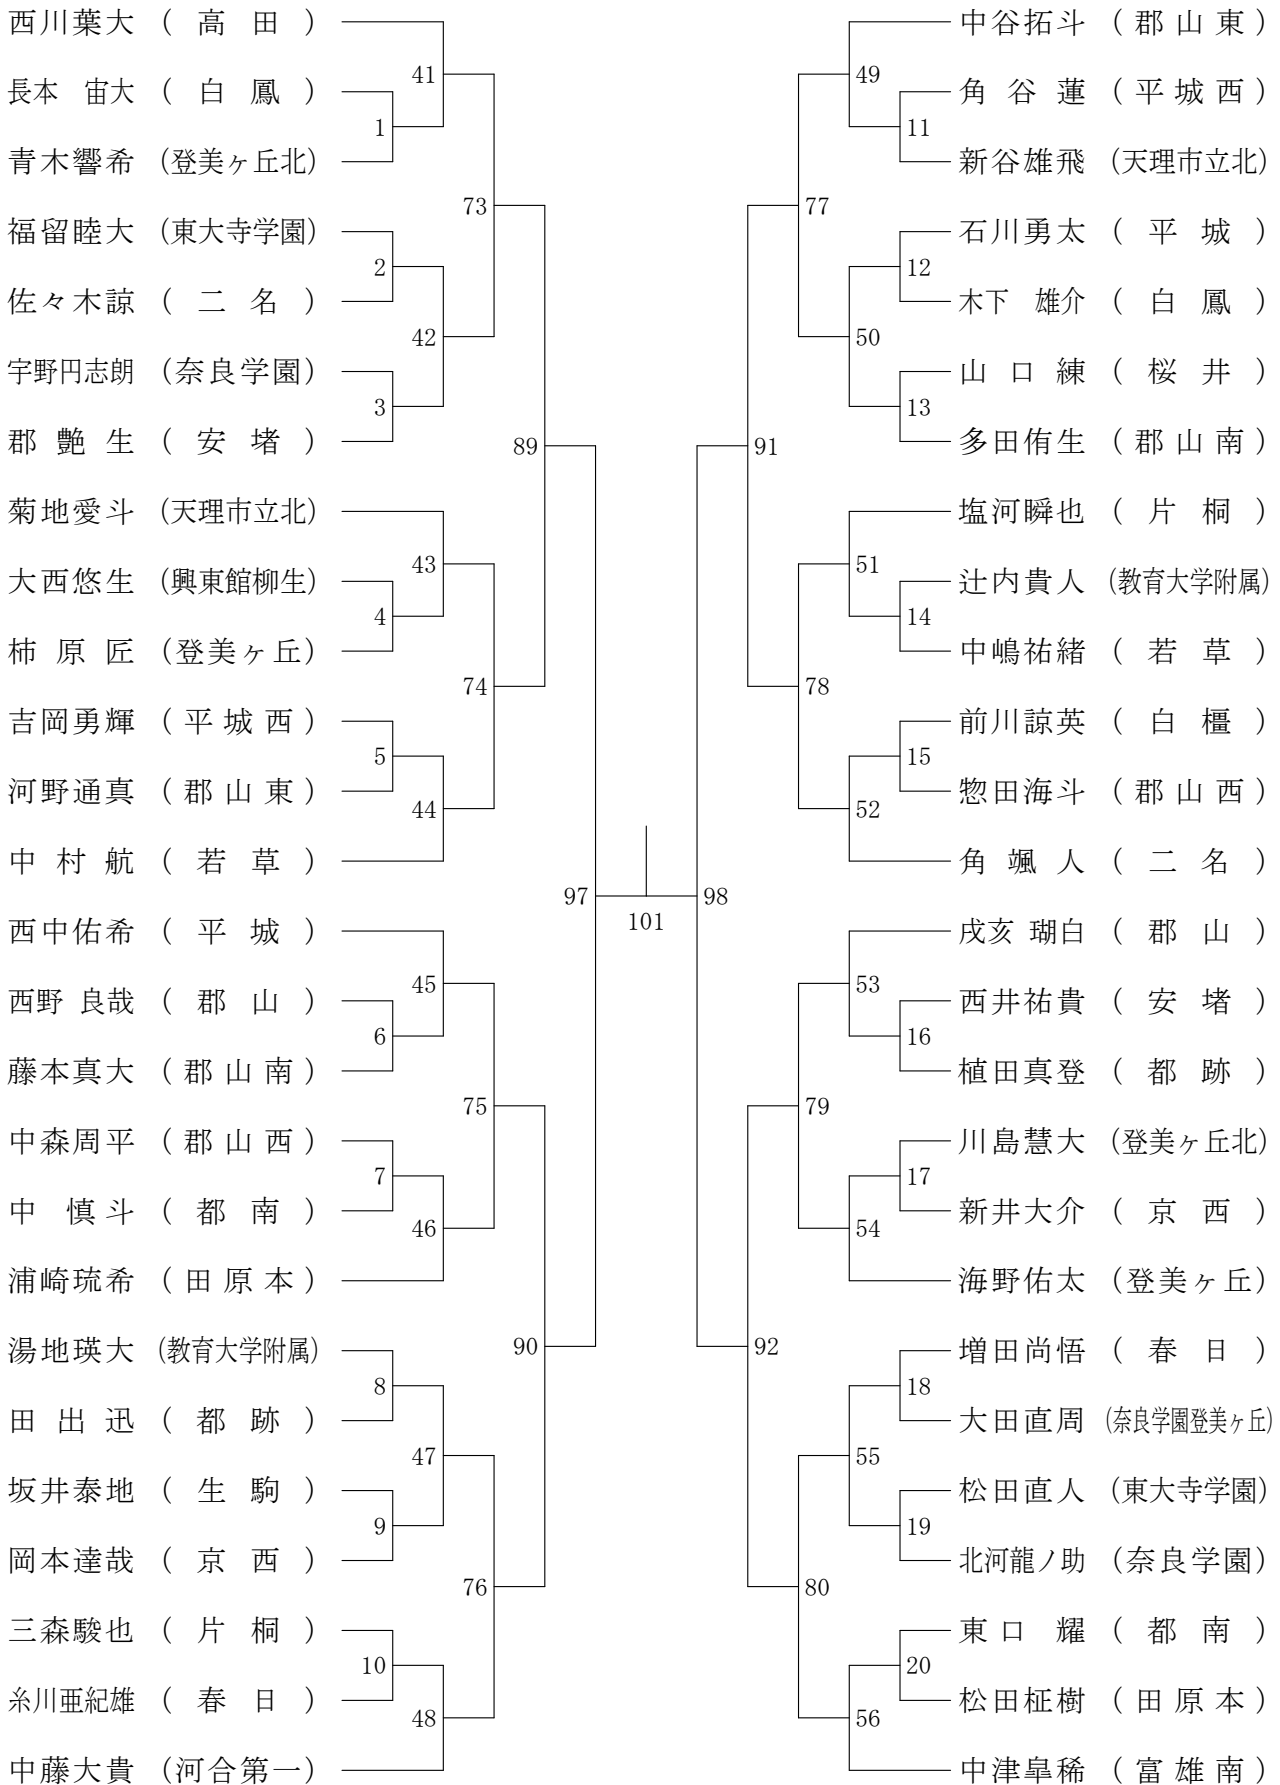 西川葉大 (高田)
長本 宙大 (白鳳)
青木響希 (登美ヶ丘北)
福留睦大 (東大寺学園)
佐々木諒 (二名)
宇野円志朗 (奈良学園)
郡艶生 (安堵)
菊地愛斗 (天理市立北)
大西悠生 (興東館柳生)
柿原匠 (登美ヶ丘)
吉岡勇輝 (平城西)
河野通真 (郡山東)
中村航 (若草)
西中佑希 (平城)
西野 良哉 (郡山)
藤本真大 (郡山南)
中森周平 (郡山西)
中 慎斗 (都南)
浦崎琉希 (田原本)
湯地瑛大 (教育大学附属)
田出迅 (都跡)
坂井泰地 (生駒)
岡本達哉 (京西)
三森駿也 (片桐)
糸川亜紀雄 (春日)
中藤大貴 (河合第一)
1
2
3
4
5
6
7
8
9
10
41
42
43
44
45
46
47
48
73
74
75
76
89
90
97
101
98
91
92
77
78
79
80
49
50
51
52
53
54
55
56
11
12
13
14
15
16
17
18
19
20
中谷拓斗 (郡山東)
角谷蓮 (平城西)
新谷雄飛 (天理市立北)
石川勇太 (平城)
木下 雄介 (白鳳)
山口練 (桜井)
多田侑生 (郡山南)
塩河瞬也 (片桐)
辻内貴人 (教育大学附属)
中嶋祐緒 (若草)
前川諒英 (白橿)
惣田海斗 (郡山西)
角颯人 (二名)
戌亥 瑚白 (郡山)
西井祐貴 (安堵)
植田真登 (都跡)
川島慧大 (登美ヶ丘北)
新井大介 (京西)
海野佑太 (登美ヶ丘)
増田尚悟 (春日)
大田直周 (奈良学園登美ヶ丘)
松田直人 (東大寺学園)
北河龍ノ助 (奈良学園)
東口 耀 (都南)
松田柾樹 (田原本)
中津皐稀 (富雄南)